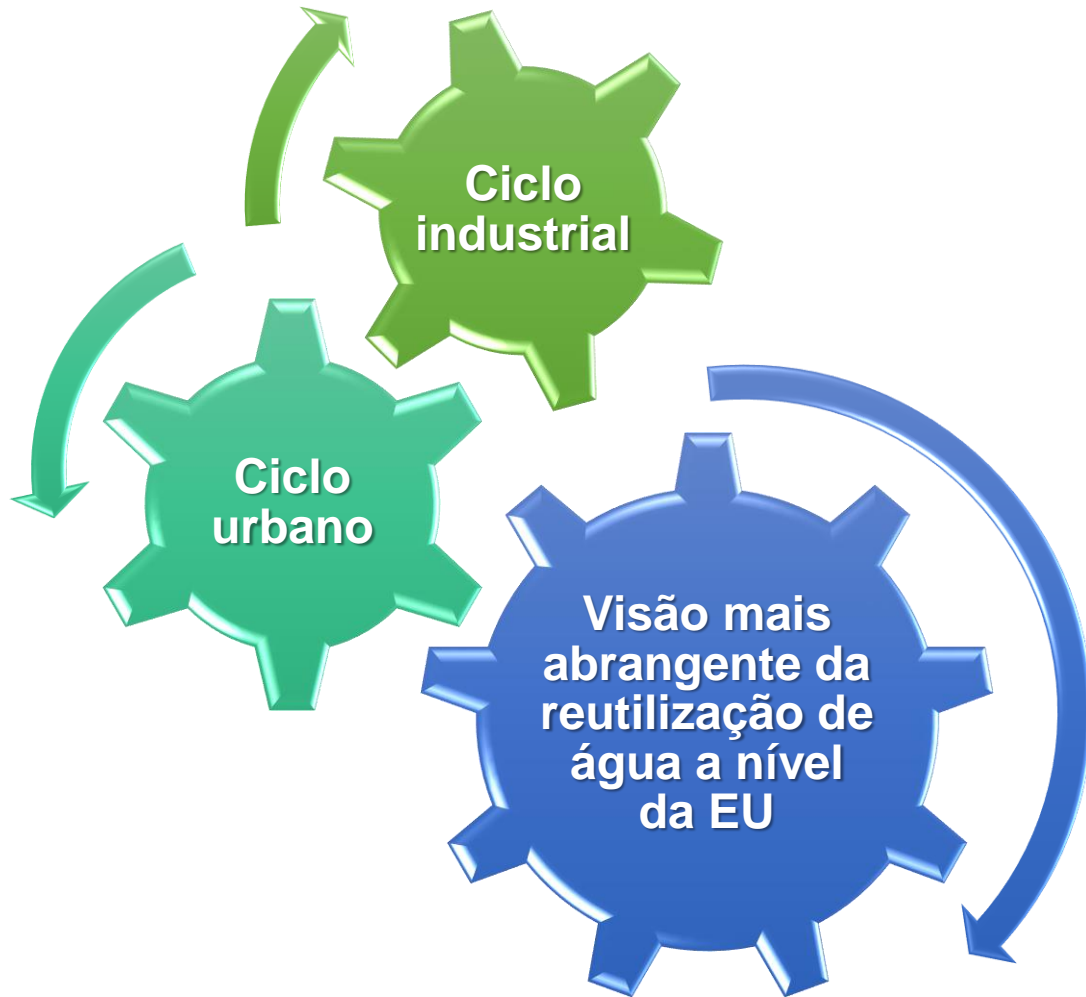 Ciclo
industrial
Ciclo
urbano
Visão mais
abrangente da
reutilização de
água a nível
da EU